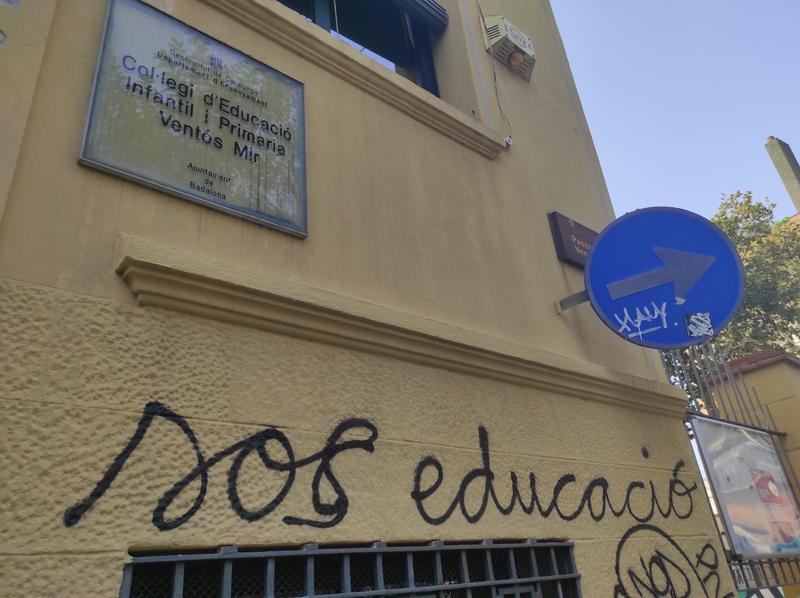 Generalitat de Catalunya
Departament d'Ensenyament
Col·legi d'Educació
Infantil i Primària
Ventós Mir
Ajuntament
de
Badalona
sos educació